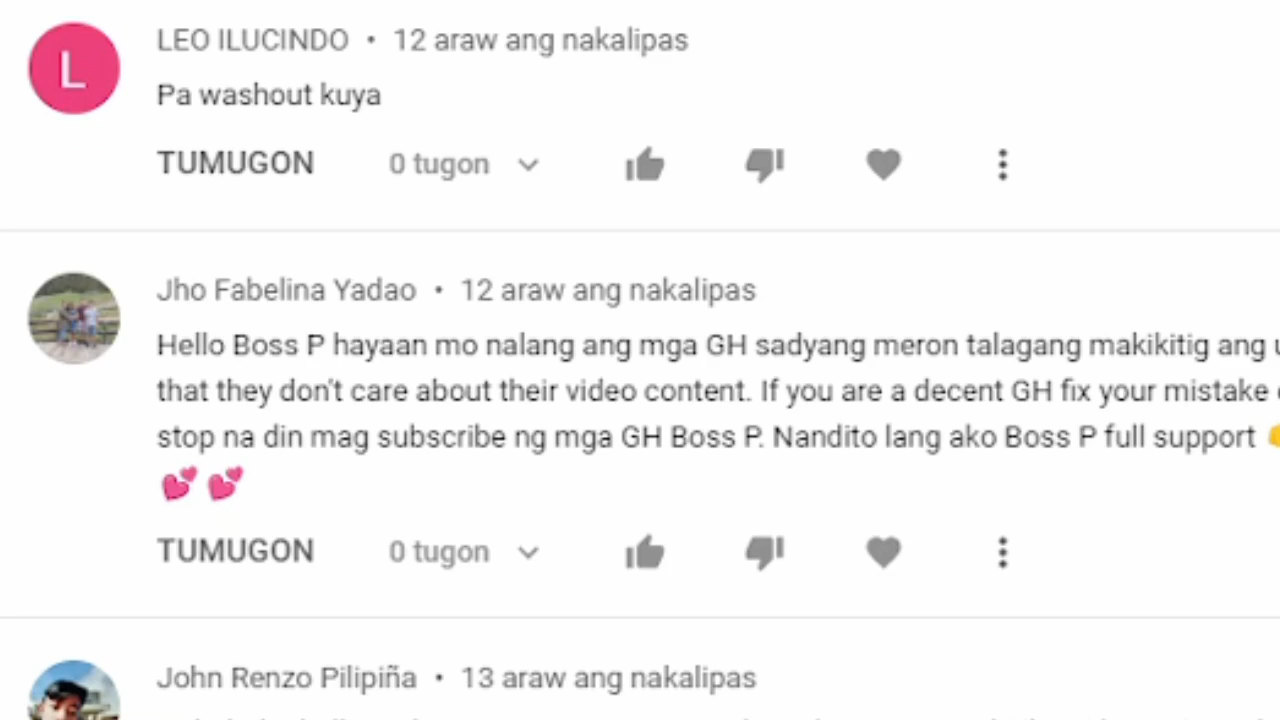 L
LEO ILUCINDO • 12 araw ang nakalipas
Pa washout kuya
TUMUGON 0 tugon
Jho Fabelina Yadao • 12 araw ang nakalipas
Hello Boss P hayaan mo nalang ang mga GH sadyang meron talagang makikitig ang
that they don't care about their video content. If you are a decent GH fix your mistake
stop na din mag subscribe ng mga GH Boss P. Nandito lang ako Boss P full support
💕 💕
TUMUGON 0 tugon
John Renzo Pilipiña • 13 araw ang nakalipas